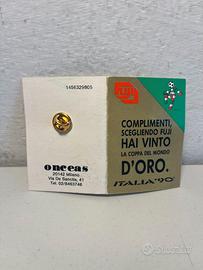 1456329805
onceas
20142 Milano
Via De Sanctis, 41
Tel. 02/8463746
FUJI
COMPLIMENTI,
SCEGLIENDO FUJI
HAI VINTO
LA COPPA DEL MONDO
D'ORO.
ITALIA '90